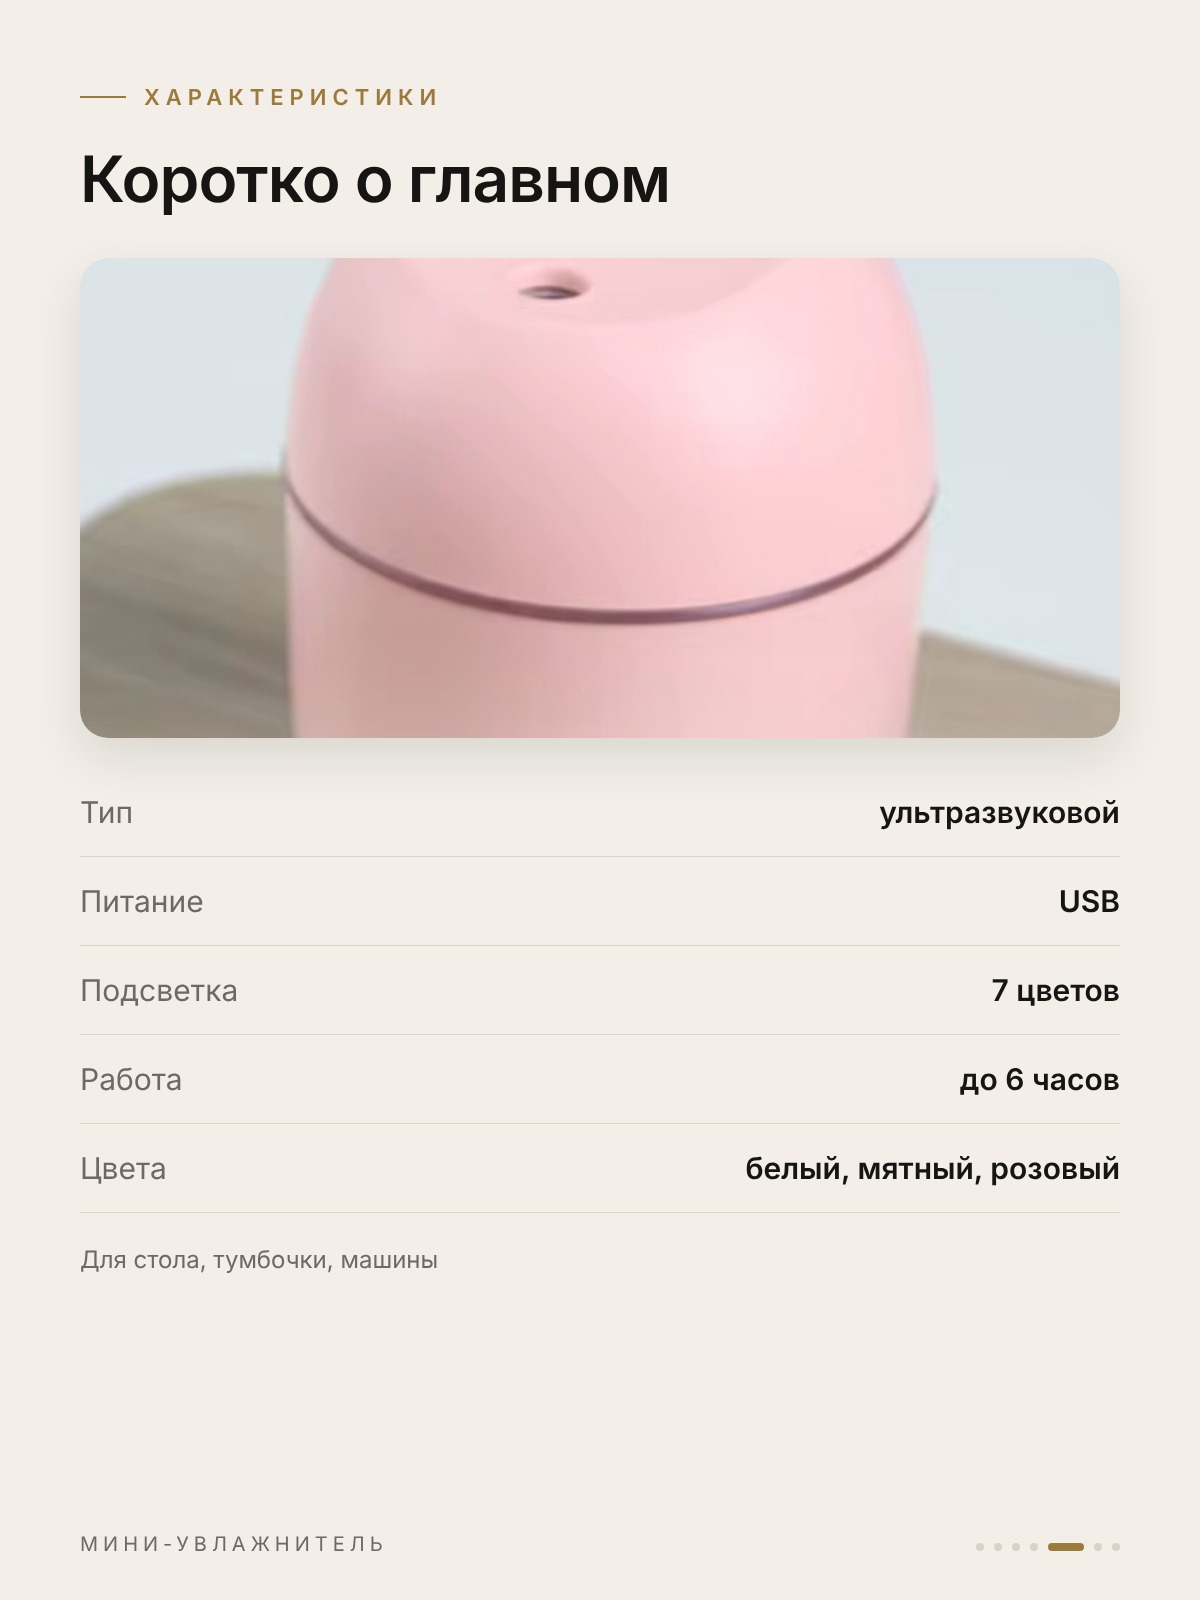 ХАРАКТЕРИСТИКИ
Коротко о главном
Тип ультразвуковой
Питание USB
Подсветка 7 цветов
Работа до 6 часов
Цвета белый, мятный, розовый
Для стола, тумбочки, машины
МИНИ-УВЛАЖНИТЕЛЬ